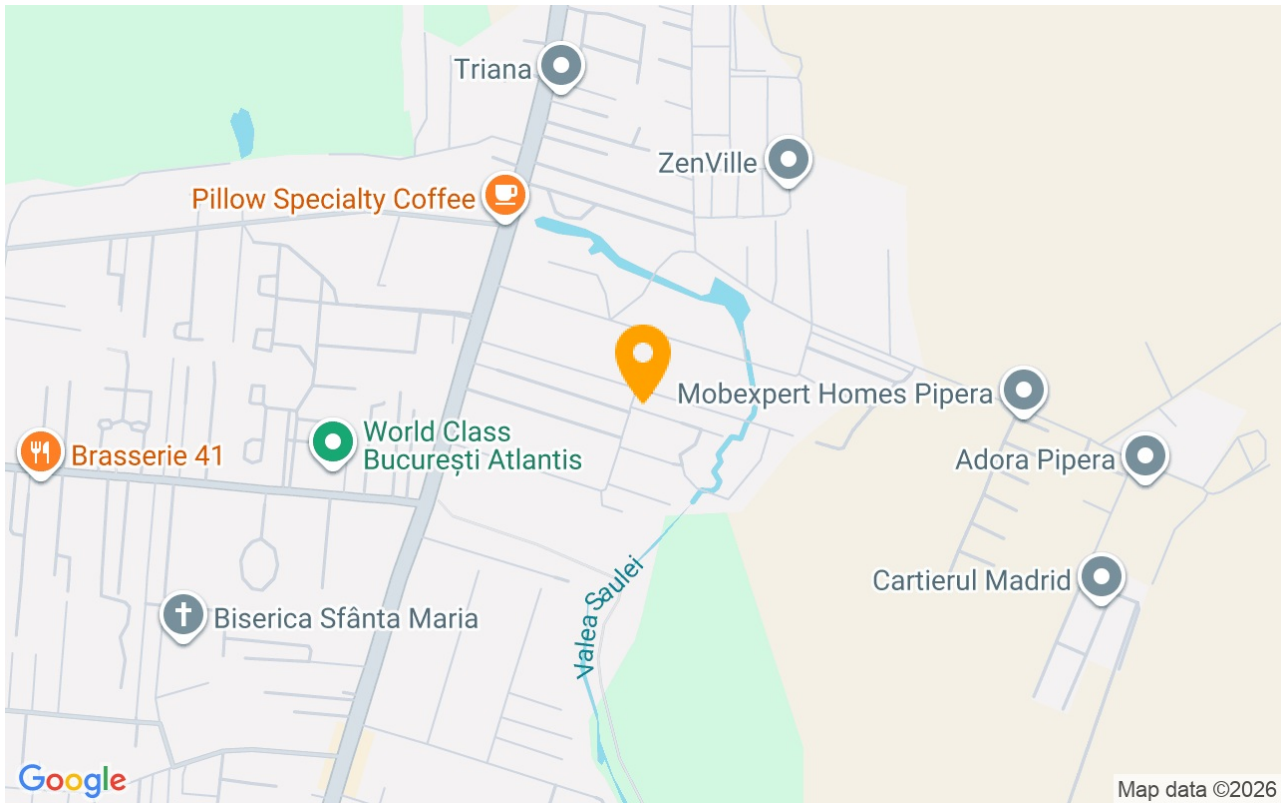 Triana
ZenVille
Pillow Specialty Coffee
Mobexpert Homes Pipera
World Class
București Atlantis
Brasserie 41
Adora Pipera
Cartierul Madrid
Valea Saulei
Biserica Sfânta Maria
Google
Map data ©2026